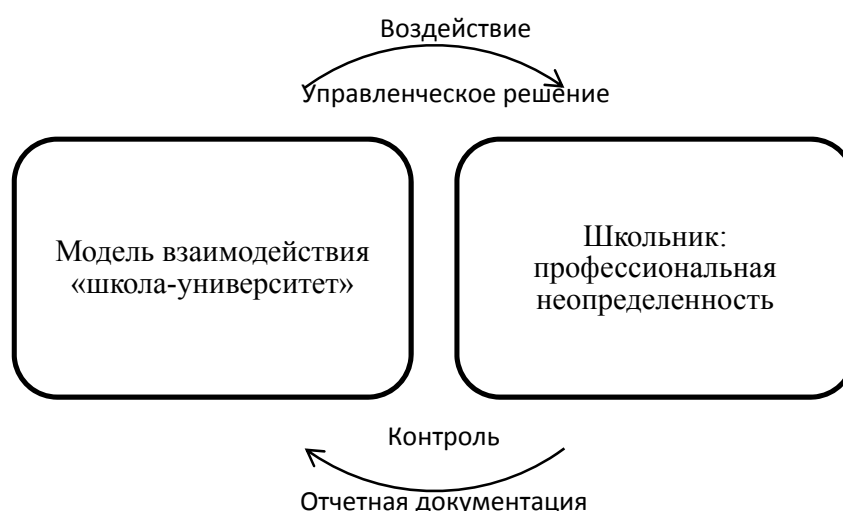 Воздействие
Управленческое решение
Модель взаимодействия
«школа-университет»
Школьник:
профессиональная
неопределенность
Контроль
Отчетная документация